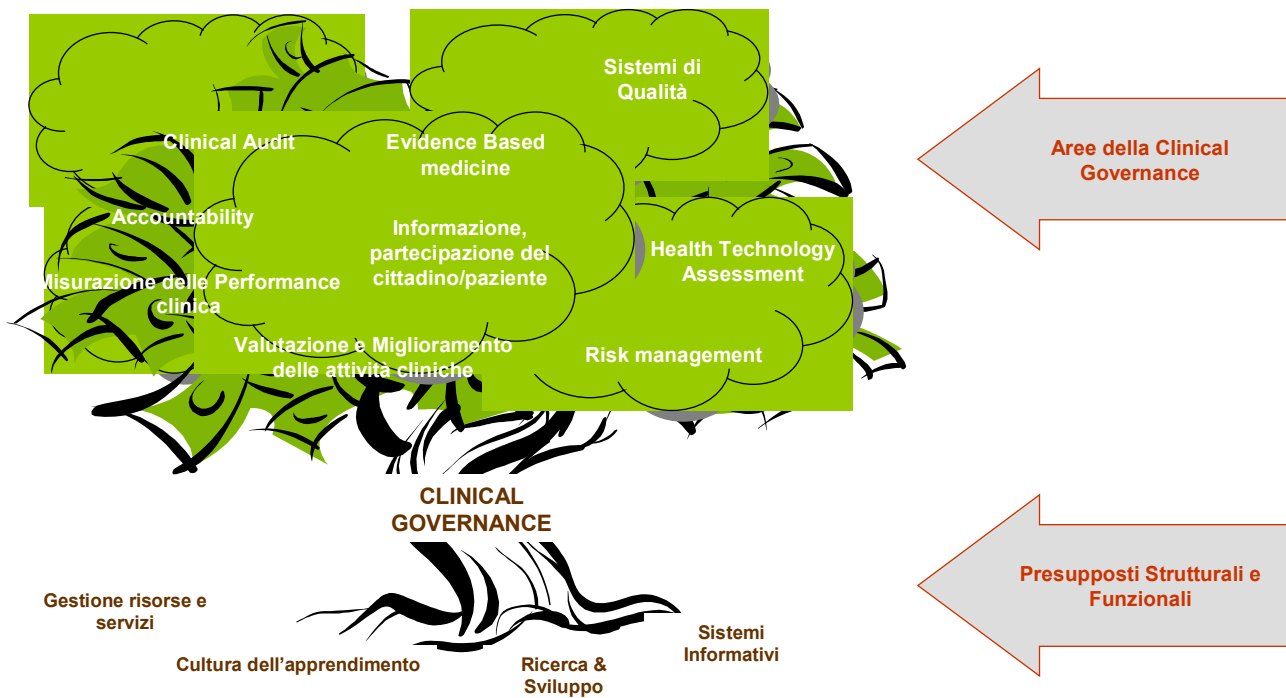 Sistemi di
Qualità
Clinical Audit
Evidence Based
medicine
Aree della Clinical
Governance
Accountability
Informazione,
partecipazione del
cittadino/paziente
Health Technology
Assessment
Misurazione delle Performance
clinica
Valutazione e Miglioramento
delle attività cliniche
Risk management
CLINICAL
GOVERNANCE
Presupposti Strutturali e
Funzionali
Gestione risorse e
servizi
Cultura dell'apprendimento
Ricerca &
Sviluppo
Sistemi
Informativi